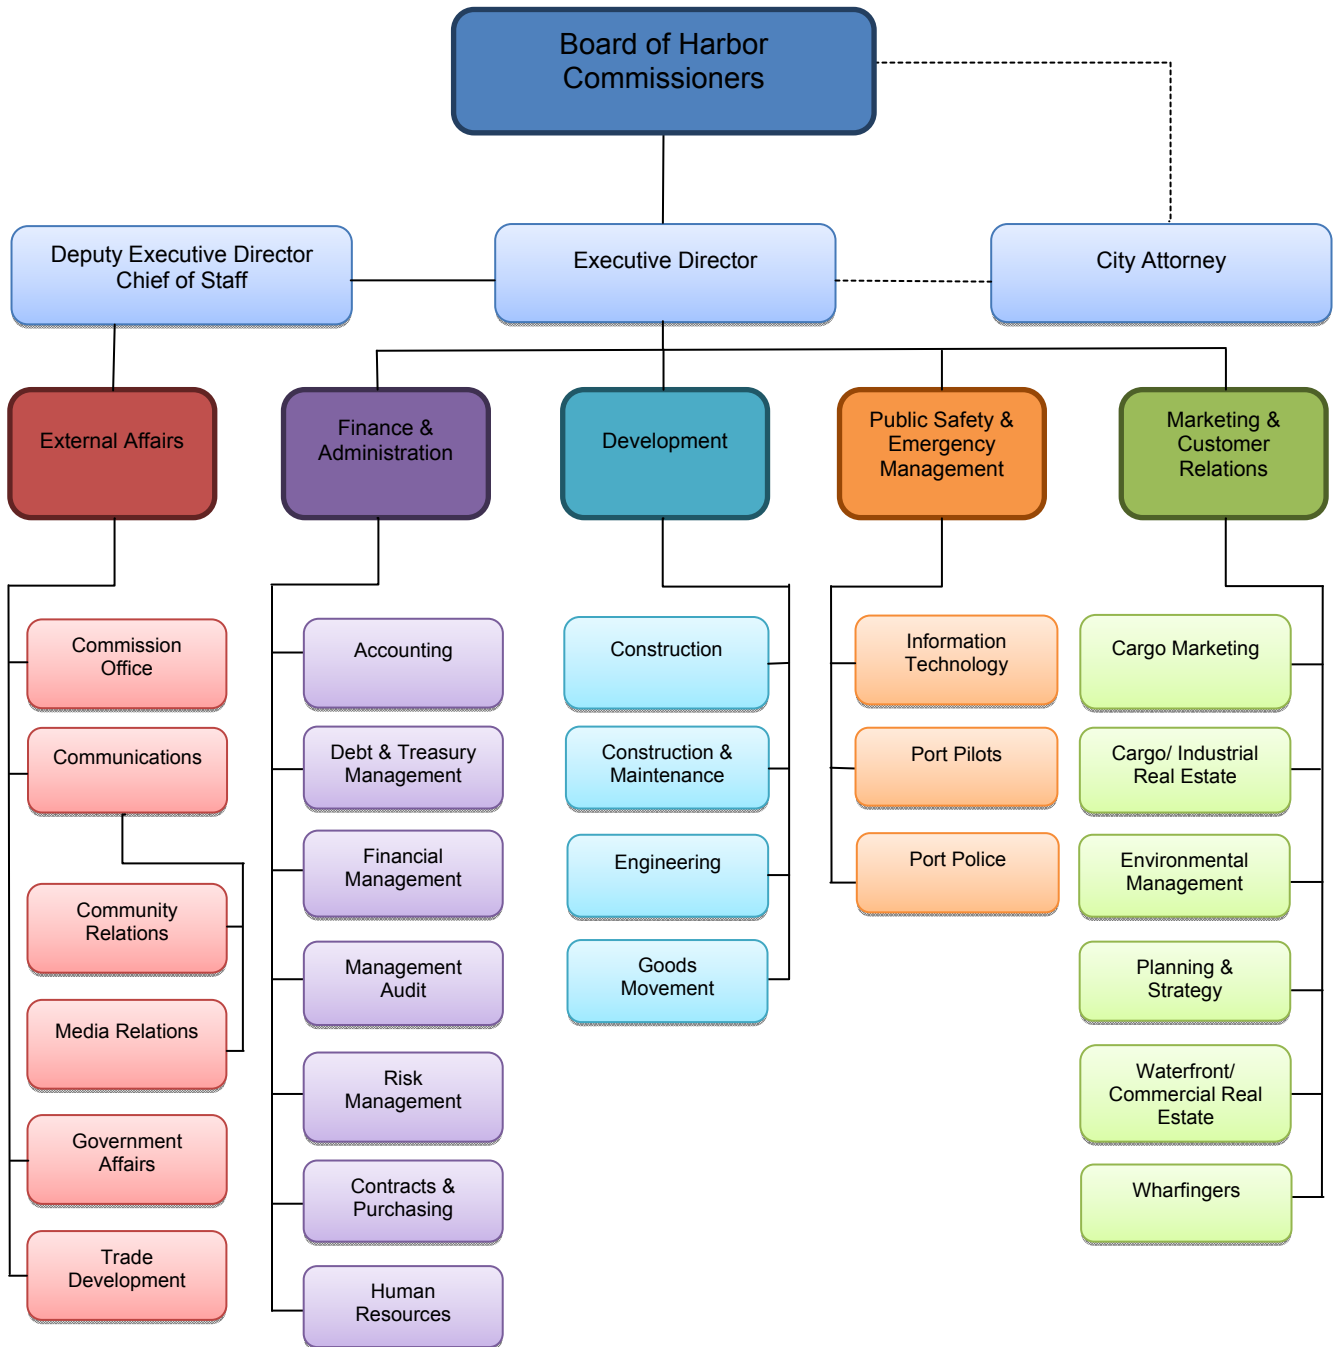 Board of Harbor
Commissioners
Deputy Executive Director
Chief of Staff
Executive Director
City Attorney
External Affairs
Finance &
Administration
Development
Public Safety &
Emergency
Management
Marketing &
Customer
Relations
Commission
Office
Communications
Community
Relations
Media Relations
Government
Affairs
Trade
Development
Accounting
Debt & Treasury
Management
Financial
Management
Management
Audit
Risk
Management
Contracts &
Purchasing
Human
Resources
Construction
Construction &
Maintenance
Engineering
Goods
Movement
Information
Technology
Port Pilots
Port Police
Cargo Marketing
Cargo/ Industrial
Real Estate
Environmental
Management
Planning &
Strategy
Waterfront/
Commercial Real
Estate
Wharfingers